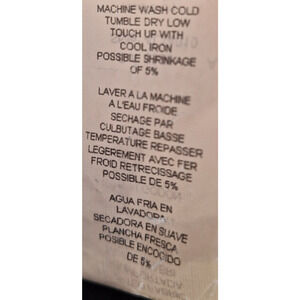 MACHINE WASH COLD
TUMBLE DRY LOW
TOUCH UP WITH
COOL IRON
POSSIBLE SHRINKAGE
OF 5%
LAVER A LA MACHINE
A L'EAU FROIDE
SECHAGE PAR
CULBUTAGE BASSE
TEMPERATURE REPASSER
LEGEREMENT AVEC FER
FROID RETRECISSAGE
POSSIBLE DE 5%
AGUA FRIA EN
LAVADORA
SECADORA EN SUAVE
PLANCHA FRESCA
POSIBLE ENCOGIDO
DE 5%